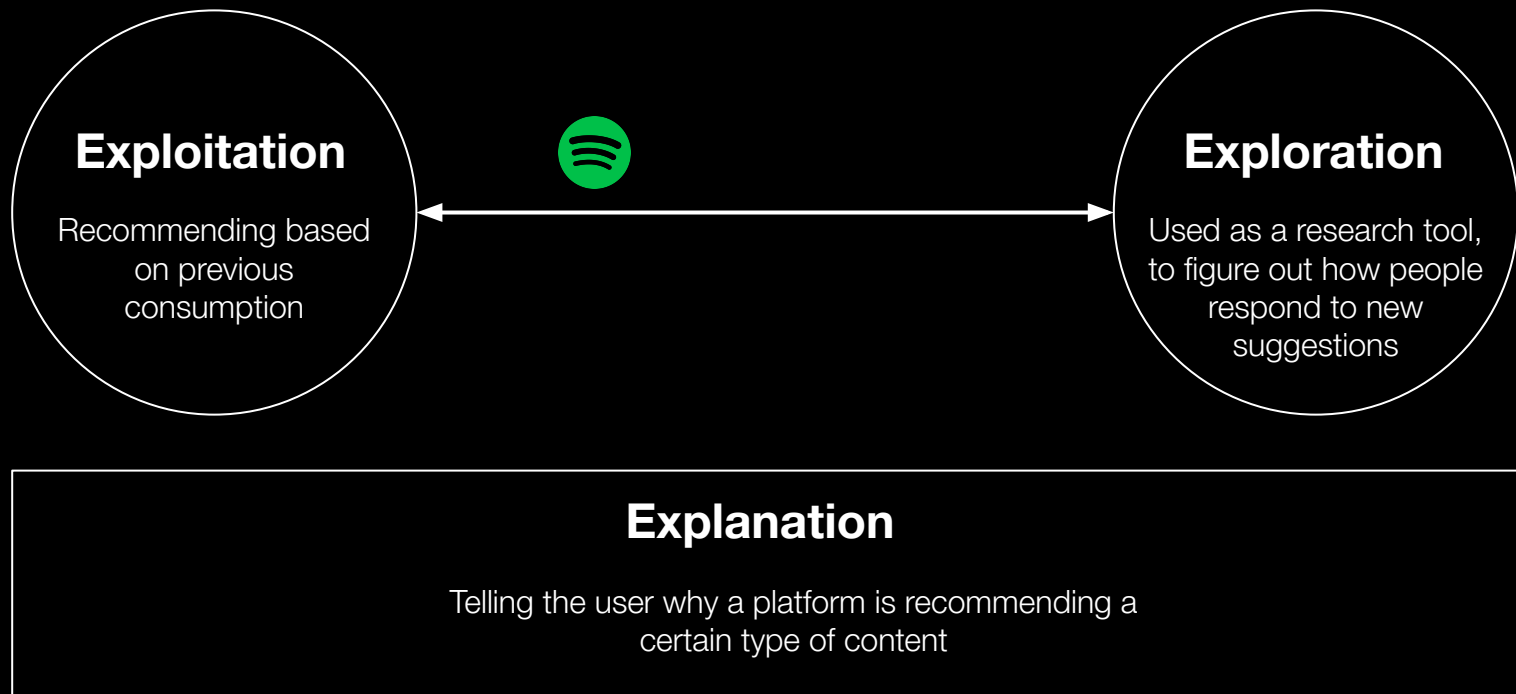 Exploitation
Recommending based
on previous
consumption
Exploration
Used as a research tool,
to figure out how people
respond to new
suggestions
Explanation
Telling the user why a platform is recommending a
certain type of content